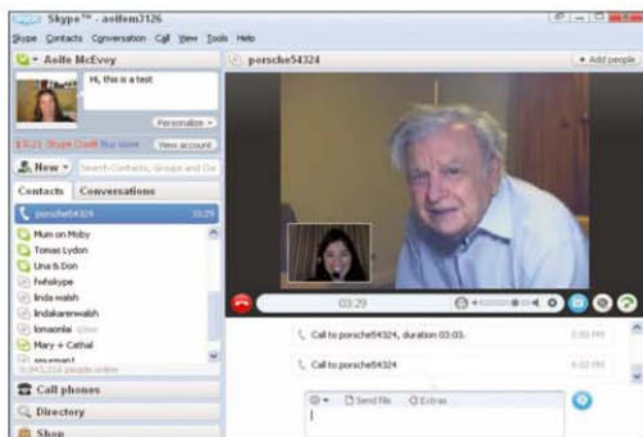 Skype™ - aoifem3126
Skype Contacts Conversation Call View Tools Help
Aoife McEvoy
Hi, this is a test
Personalize
Skype Credit Buy more View account
New Search Contacts, Groups and
Contacts Conversations
porsche54324 33:29
Mum on Moby
Tomas Lydon
Una & Don
fwhskype
linda walsh
lindakarenwalsh
lomaonlai
Mary + Cathal
people online
Call phones
Directory
Shop
porsche54324 + Add people
03:29
Call to porsche54324, duration 03:03.
Call to porsche54324
Send file Extras